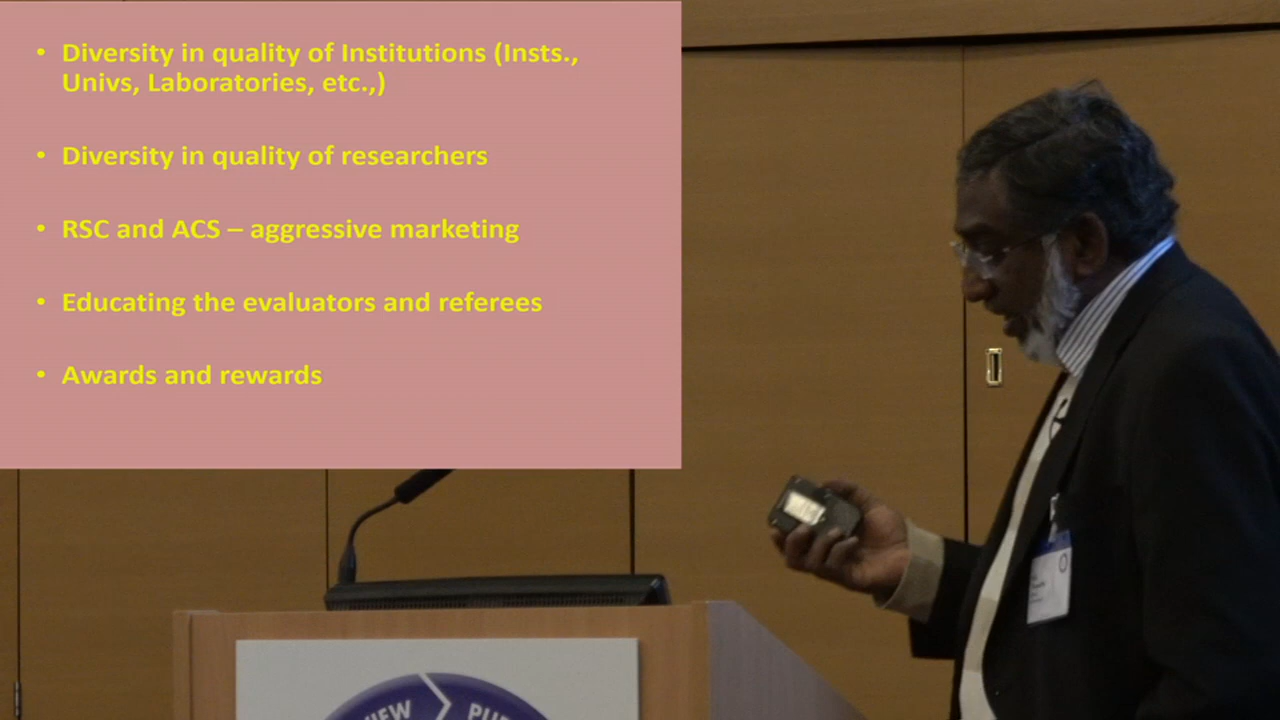 • Diversity in quality of Institutions (Insts.,
Univs, Laboratories, etc.,)
• Diversity in quality of researchers
• RSC and ACS – aggressive marketing
• Educating the evaluators and referees
• Awards and rewards